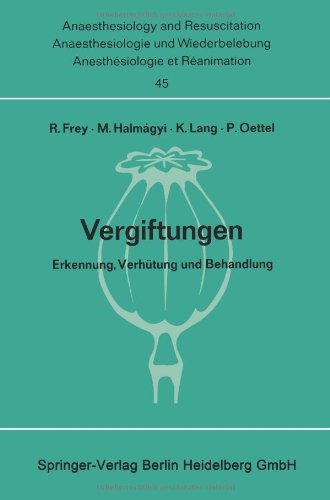 Anaesthesiology and Resuscitation
Anaesthesiologie und Wiederbelebung
Anesthésiologie et Réanimation
45
R. Frey · M. Halmágyi · K. Lang · P. Oettel
Vergiftungen
Erkennung, Verhütung und Behandlung
Springer-Verlag Berlin Heidelberg GmbH